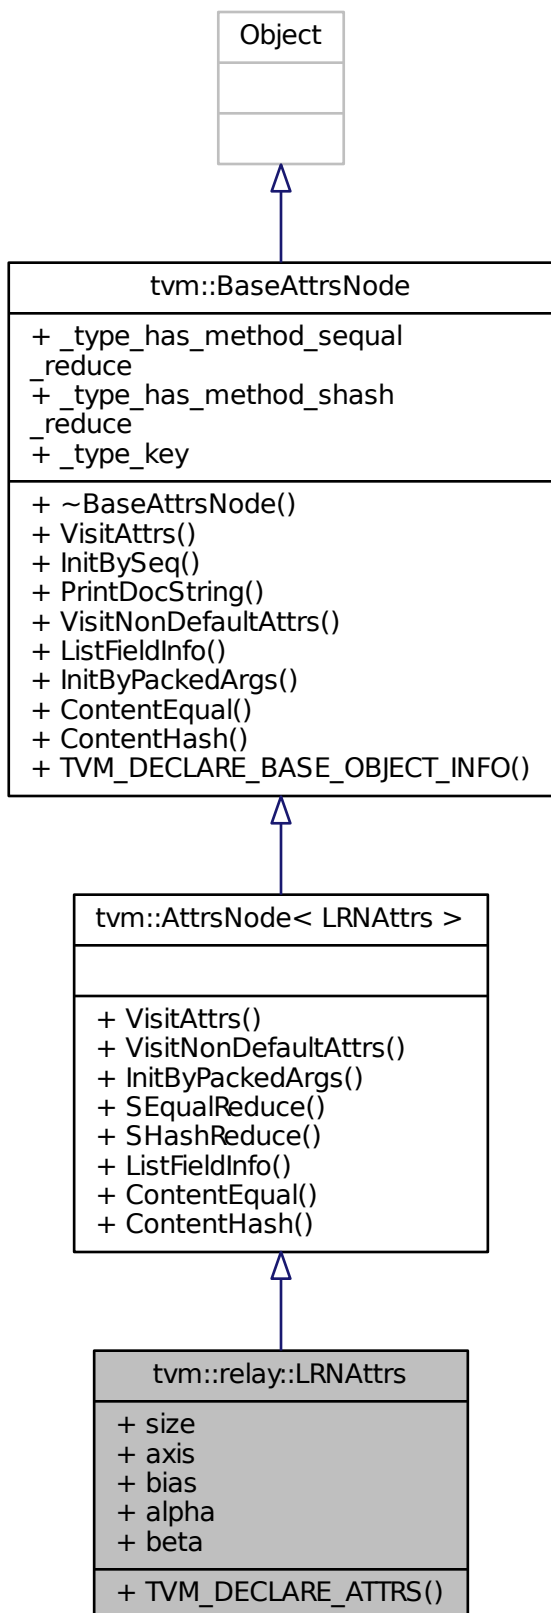 Object
tvm::BaseAttrsNode
+ _type_has_method_sequal
_reduce
+ _type_has_method_shash
_reduce
+ _type_key
+ ~BaseAttrsNode()
+ VisitAttrs()
+ InitBySeq()
+ PrintDocString()
+ VisitNonDefaultAttrs()
+ ListFieldInfo()
+ InitByPackedArgs()
+ ContentEqual()
+ ContentHash()
+ TVM_DECLARE_BASE_OBJECT_INFO()
tvm::AttrsNode< LRNAttrs >
+ VisitAttrs()
+ VisitNonDefaultAttrs()
+ InitByPackedArgs()
+ SEqualReduce()
+ SHashReduce()
+ ListFieldInfo()
+ ContentEqual()
+ ContentHash()
tvm::relay::LRNAttrs
+ size
+ axis
+ bias
+ alpha
+ beta
+ TVM_DECLARE_ATTRS()